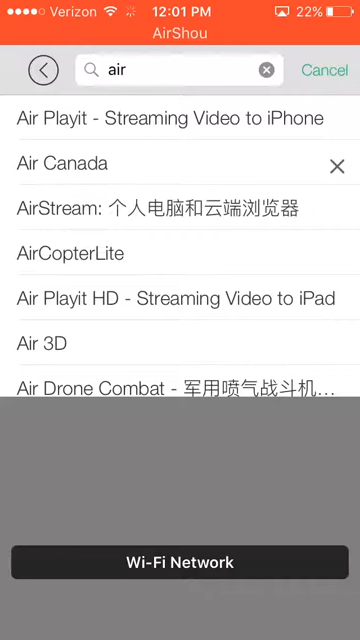 Verizon 12:01 PM 22%
AirShou
air Cancel
Air Playit - Streaming Video to iPhone
Air Canada
AirStream: 个人电脑和云端浏览器
AirCopterLite
Air Playit HD - Streaming Video to iPad
Air 3D
Air Drone Combat - 军用喷气战斗机...
Wi-Fi Network